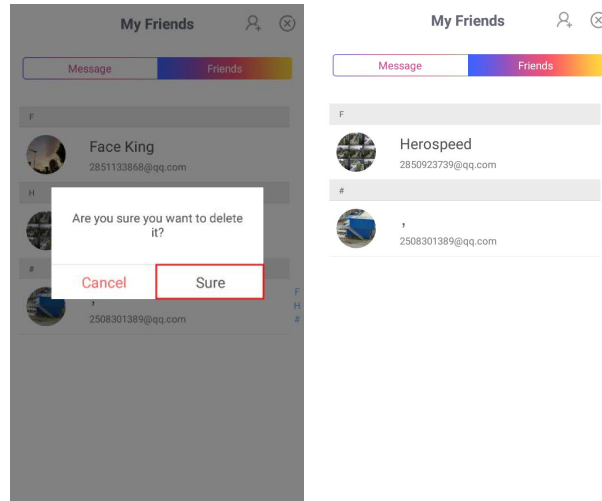 My Friends
Message Friends
F
Face King
2851133868@qq.com
H
Are you sure you want to delete
it?
Cancel Sure
#
,
2508301389@qq.com
F
H
#
My Friends
Message Friends
F
Herospeed
2850923739@qq.com
#
,
2508301389@qq.com